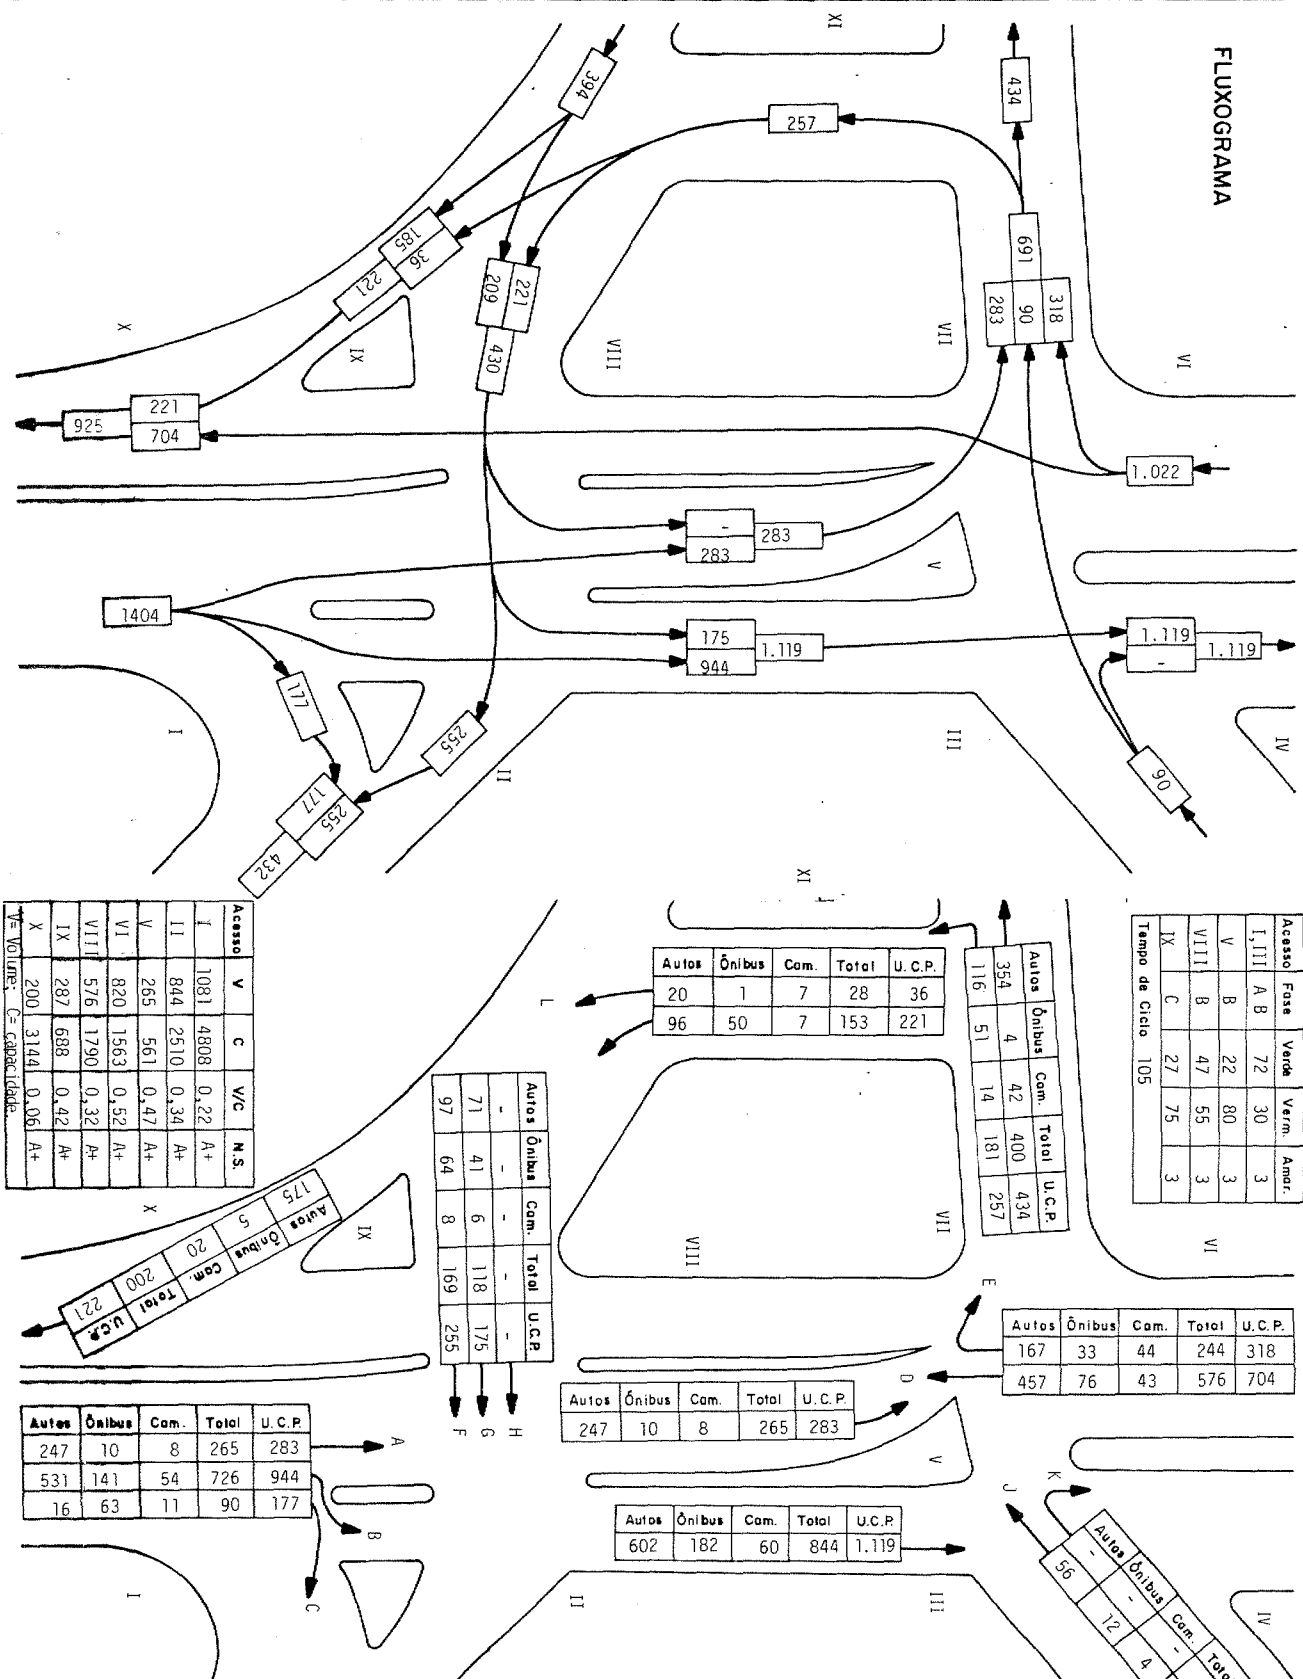 FLUXOGRAMA
XI
394
257
434
691
318
90
283
185
36
221
221
209
430
X
IX
VIII
VII
VI
221
704
925
1.022
-
283
283
V
1404
175
944
1.119
1.119
-
1.119
177
255
I
II
III
IV
90
177
255
432
XI
Acesso Fase Verde Verm. Amar.
I,III A B 72 30 3
V B 22 80 3
VIII B 47 55 3
IX C 27 75 3
Tempo de Ciclo 105
Acesso V C V/C N.S.
I 1081 4808 0,22 A+
II 844 2510 0,34 A+
V 265 561 0,47 A+
VI 820 1563 0,52 A+
VIII 576 1790 0,32 A+
IX 287 688 0,42 A+
X 200 3144 0,06 A+
V= Volume; C= capacidade.
Autos Ônibus Cam. Total U.C.P.
20 1 7 28 36
96 50 7 153 221
L
Autos Ônibus Cam. Total U.C.P.
354 4 42 400 434
116 51 14 181 257
Autos Ônibus Cam. Total U.C.P.
- - - - -
71 41 6 118 175
97 64 8 169 255
H
G
F
Autos Ônibus Cam. Total U.C.P.
175 5 20 200 221
X
IX
VIII
VII
VI
E
Autos Ônibus Cam. Total U.C.P.
167 33 44 244 318
457 76 43 576 704
D
Autos Ônibus Cam. Total U.C.P.
247 10 8 265 283
Autos Ônibus Cam. Total U.C.P.
247 10 8 265 283
531 141 54 726 944
16 63 11 90 177
A
B
C
V
Autos Ônibus Cam. Total U.C.P.
602 182 60 844 1.119
K
J
Autos Ônibus Cam.
- - -
56 12 4
I
II
III
IV